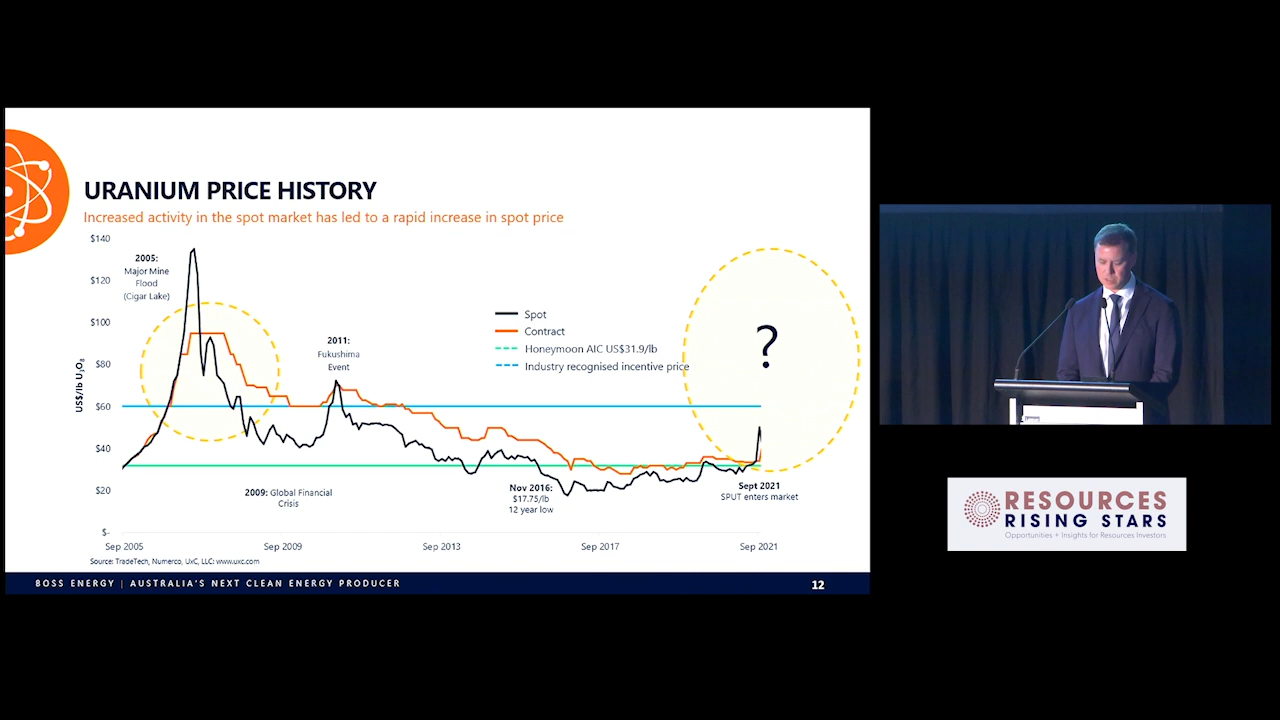 URANIUM PRICE HISTORY
Increased activity in the spot market has led to a rapid increase in spot price
US$/lb U₃O₈
$140
$120
$100
$80
$60
$40
$20
$-
2005:
Major Mine
Flood
(Cigar Lake)
2011:
Fukushima
Event
Spot
Contract
Honeymoon AIC US$31.9/lb
Industry recognised incentive price
?
2009: Global Financial
Crisis
Nov 2016:
$17.75/lb
12 year low
Sept 2021
SPUT enters market
Sep 2005
Sep 2009
Sep 2013
Sep 2017
Sep 2021
Source: TradeTech, Numerco, UxC, LLC: www.uxc.com
BOSS ENERGY | AUSTRALIA'S NEXT CLEAN ENERGY PRODUCER
12
RESOURCES
RISING STARS
Opportunities + Insights for Resources Investors